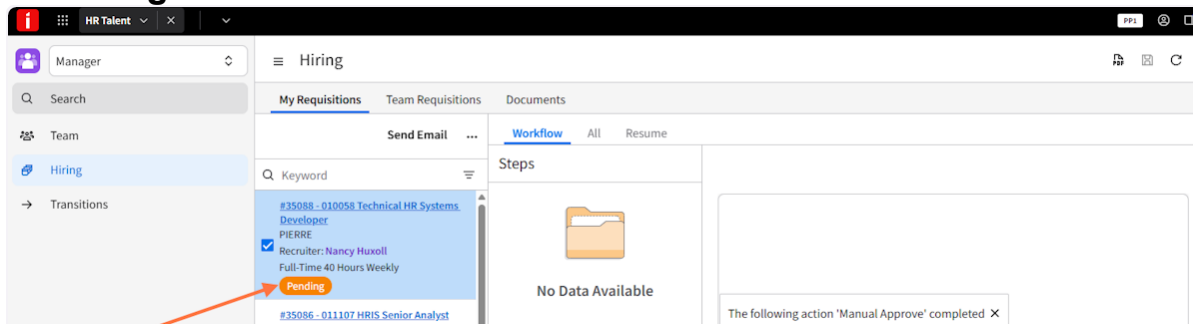 HR Talent
PP1
Manager
Hiring
PDF
Search
My Requisitions Team Requisitions Documents
Team
Send Email ...
Workflow All Resume
Hiring
Keyword
Steps
Transitions
#35088 - 010058 Technical HR Systems
Developer
PIERRE
Recruiter: Nancy Huxoll
Full-Time 40 Hours Weekly
Pending
No Data Available
#35086 - 011107 HRIS Senior Analyst
The following action 'Manual Approve' completed